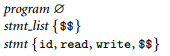 program ∅
stmt_list {$$}
stmt {id, read, write, $$}